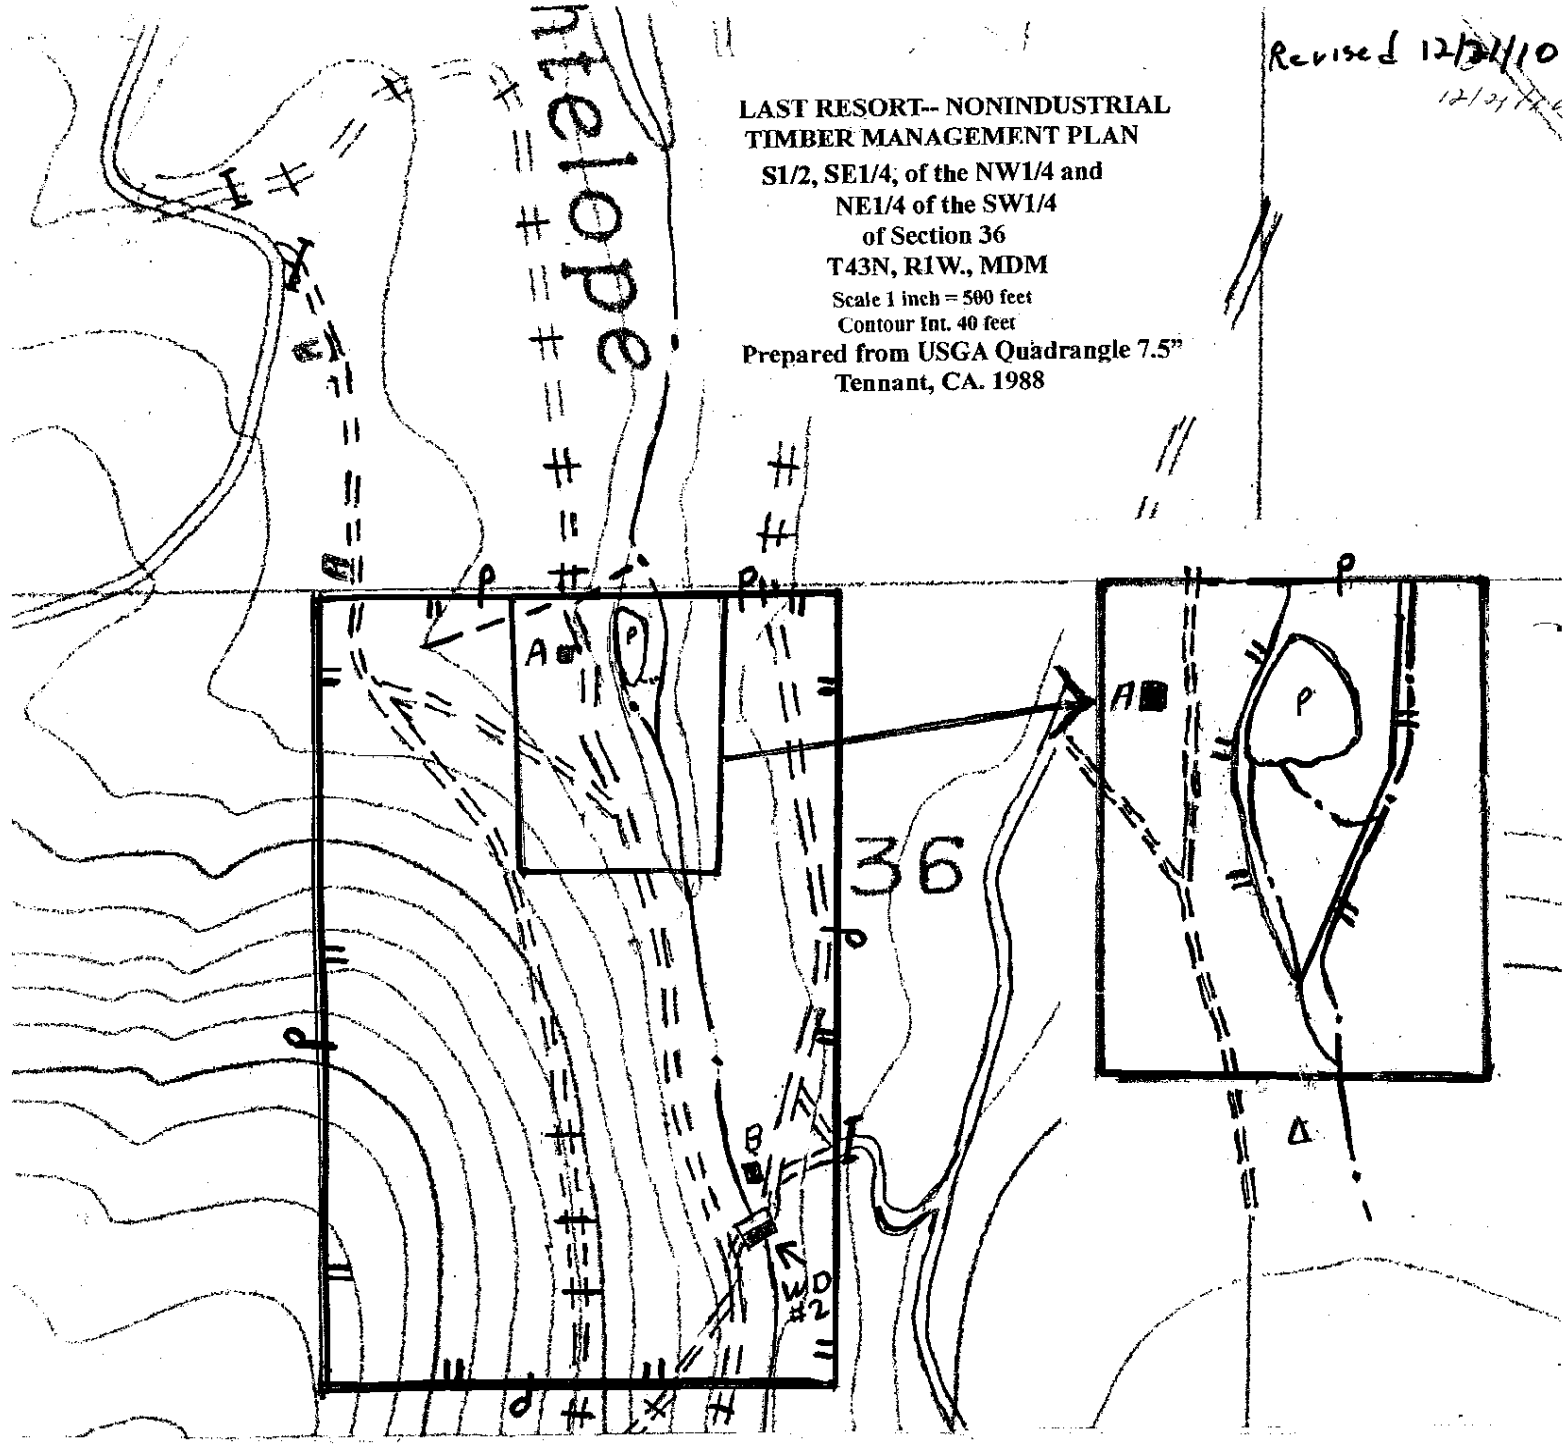 Revised 12/21/10
LAST RESORT-- NONINDUSTRIAL
TIMBER MANAGEMENT PLAN
S1/2, SE1/4, of the NW1/4 and
NE1/4 of the SW1/4
of Section 36
T43N, R1W., MDM
Scale 1 inch = 500 feet
Contour Int. 40 feet
Prepared from USGA Quadrangle 7.5"
Tennant, CA. 1988
ntelope
A
P
P
P
A
P
A
P
36
P
P
B
WD
#2
P